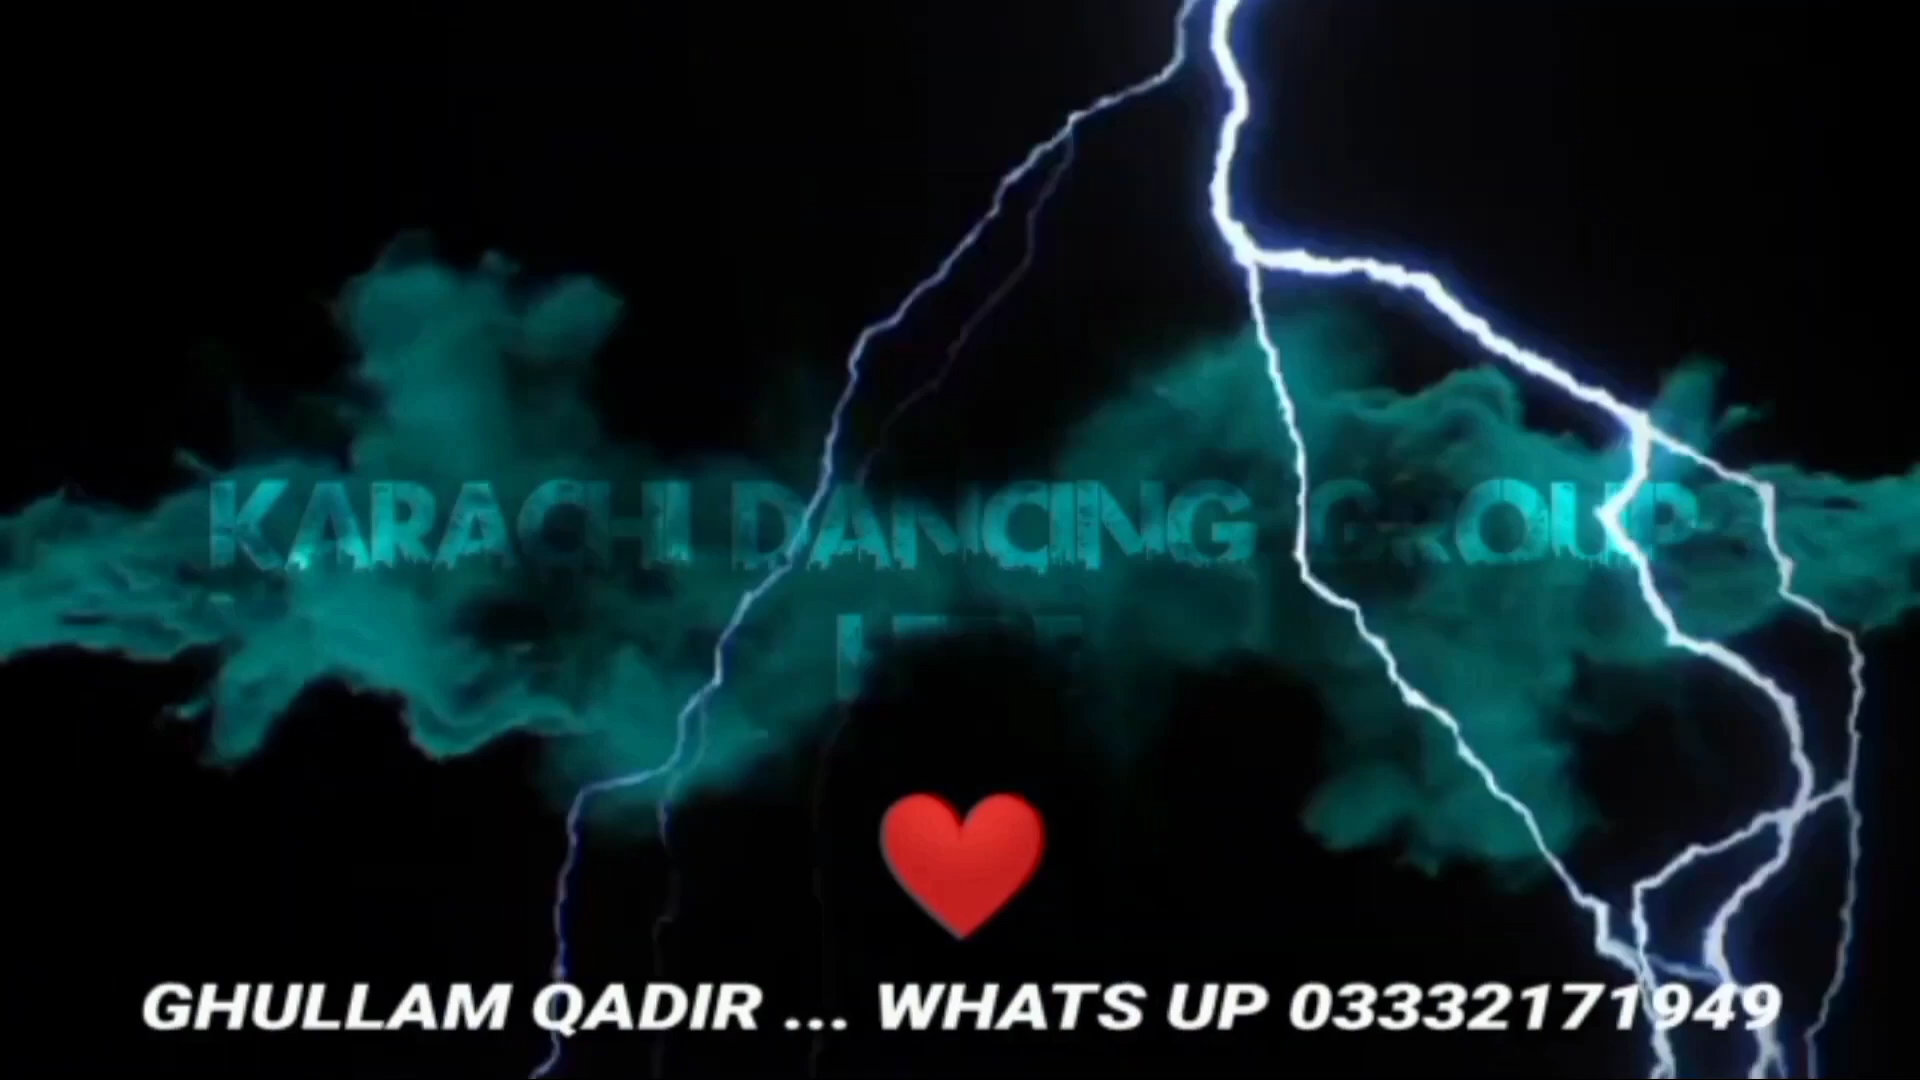 KARACHI DANCING GROUP
GHULLAM QADIR ... WHATS UP 03332171949